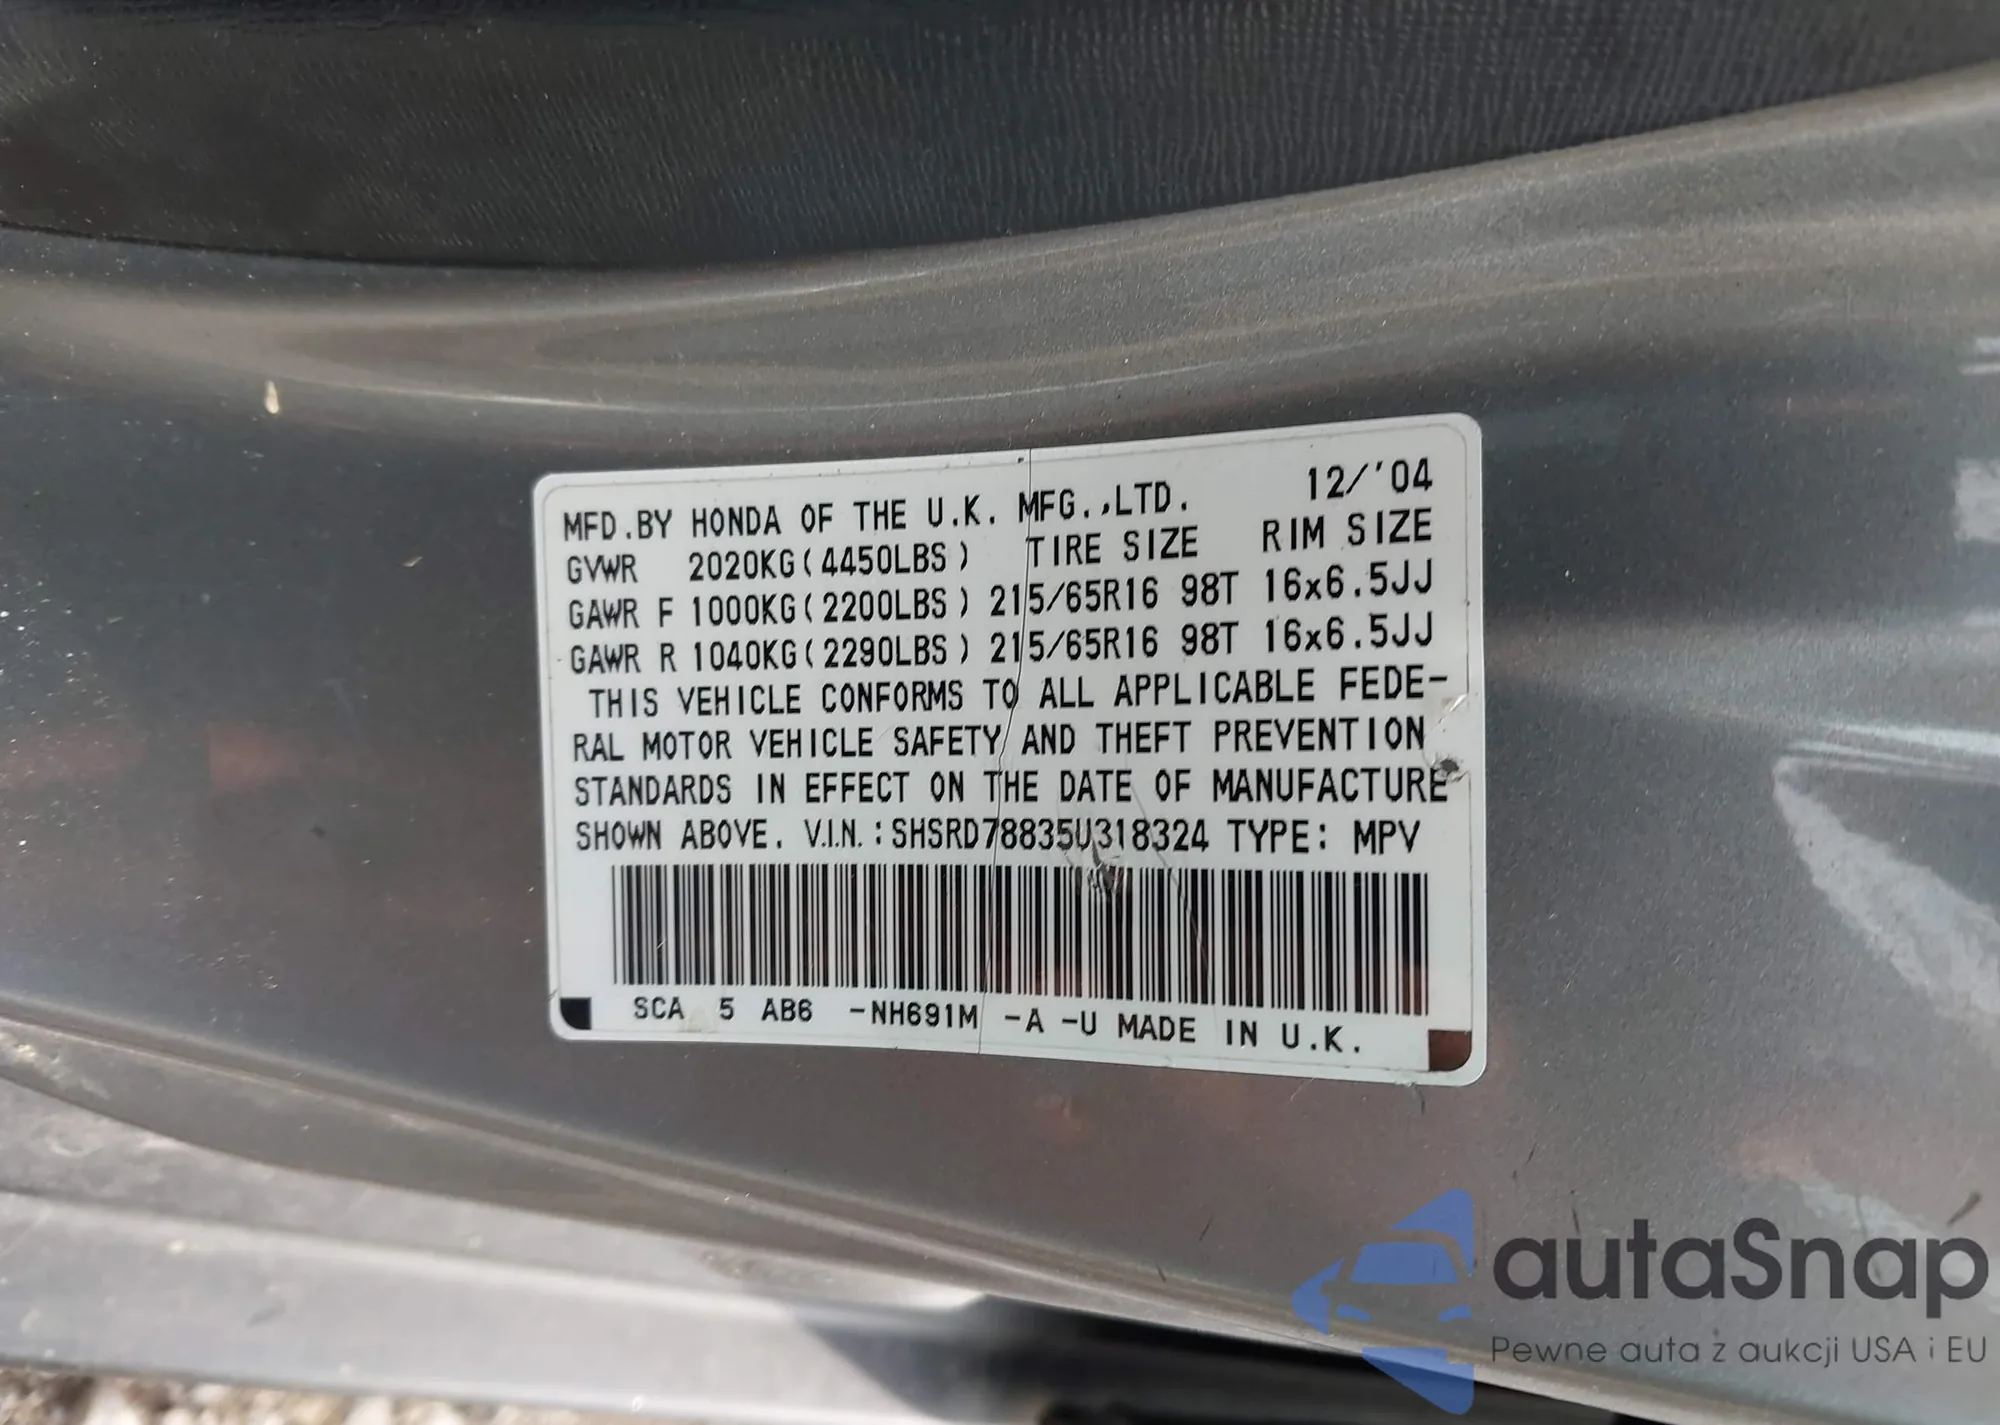 MFD.BY HONDA OF THE U.K. MFG.,LTD. 12/'04
GVWR 2020KG(4450LBS) TIRE SIZE RIM SIZE
GAWR F 1000KG(2200LBS) 215/65R16 98T 16x6.5JJ
GAWR R 1040KG(2290LBS) 215/65R16 98T 16x6.5JJ
THIS VEHICLE CONFORMS TO ALL APPLICABLE FEDE-
RAL MOTOR VEHICLE SAFETY AND THEFT PREVENTION
STANDARDS IN EFFECT ON THE DATE OF MANUFACTURE
SHOWN ABOVE. V.I.N.:SHSRD78835U318324 TYPE: MPV
SCA 5 AB6 -NH691M -A -U MADE IN U.K.
autaSnap
Pewne auta z aukcji USA i EU